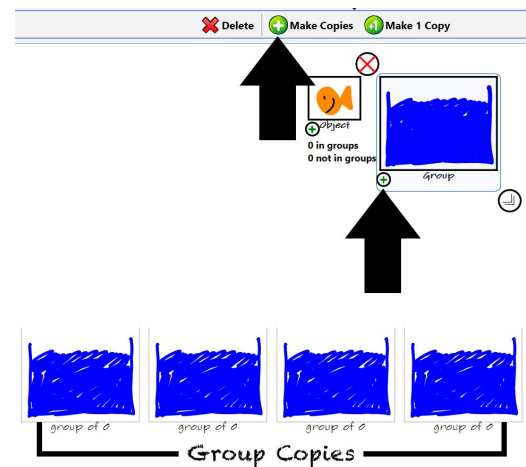 Delete Make Copies +1 Make 1 Copy
Object
0 in groups
0 not in groups
Group
group of 0 group of 0 group of 0 group of 0
Group Copies